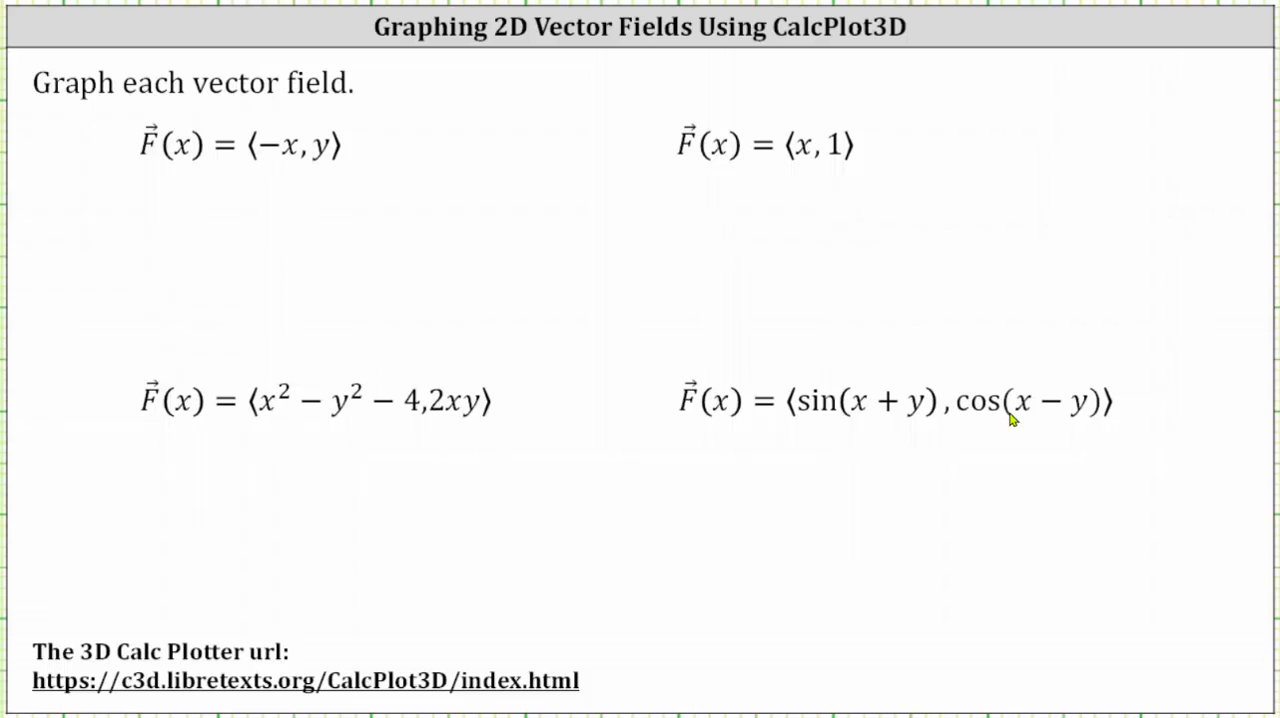 Graphing 2D Vector Fields Using CalcPlot3D
Graph each vector field.
F⃗(x) = ⟨−x, y⟩
F⃗(x) = ⟨x, 1⟩
F⃗(x) = ⟨x² − y² − 4,2xy⟩
F⃗(x) = ⟨sin(x + y) , cos(x − y)⟩
The 3D Calc Plotter url:
https://c3d.libretexts.org/CalcPlot3D/index.html